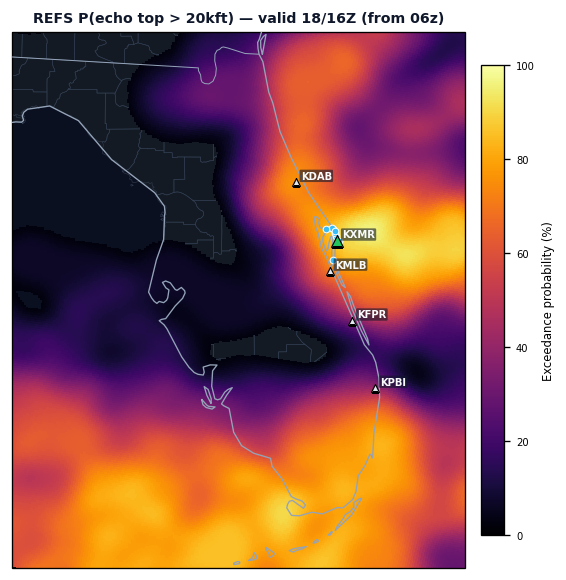 REFS P(echo top > 20kft) — valid 18/16Z (from 06z)
KDAB
KXMR
KMLB
KFPR
KPBI
100
80
60
40
20
0
Exceedance probability (%)